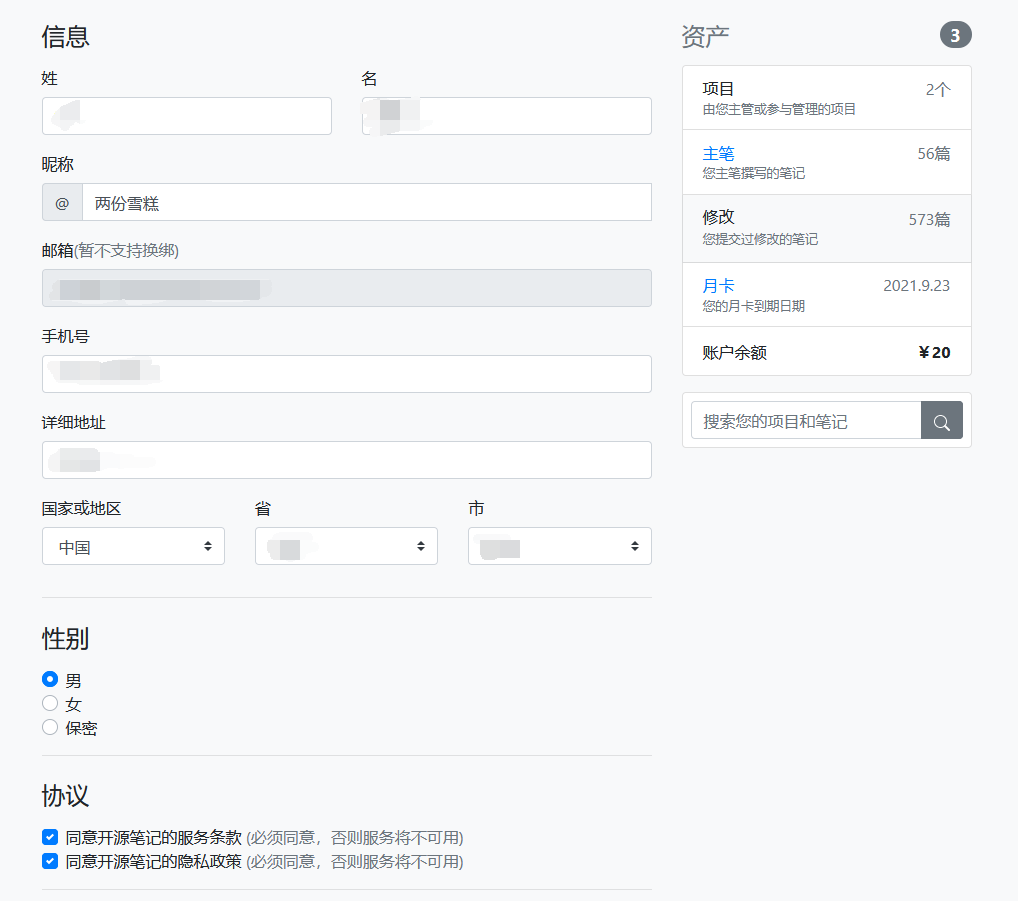 信息
姓
名
昵称
@ 两份雪糕
邮箱(暂不支持换绑)
手机号
详细地址
国家或地区
省
市
中国
性别
男
女
保密
协议
同意开源笔记的服务条款 (必须同意，否则服务将不可用)
同意开源笔记的隐私政策 (必须同意，否则服务将不可用)
资产 3
项目 2个
由您主管或参与管理的项目
主笔 56篇
您主笔撰写的笔记
修改 573篇
您提交过修改的笔记
月卡 2021.9.23
您的月卡到期日期
账户余额 ¥20
搜索您的项目和笔记